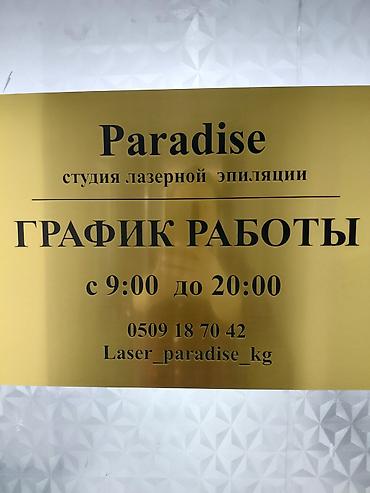 Paradise
студия лазерной эпиляции
ГРАФИК РАБОТЫ
с 9:00 до 20:00
0509 18 70 42
Laser_paradise_kg